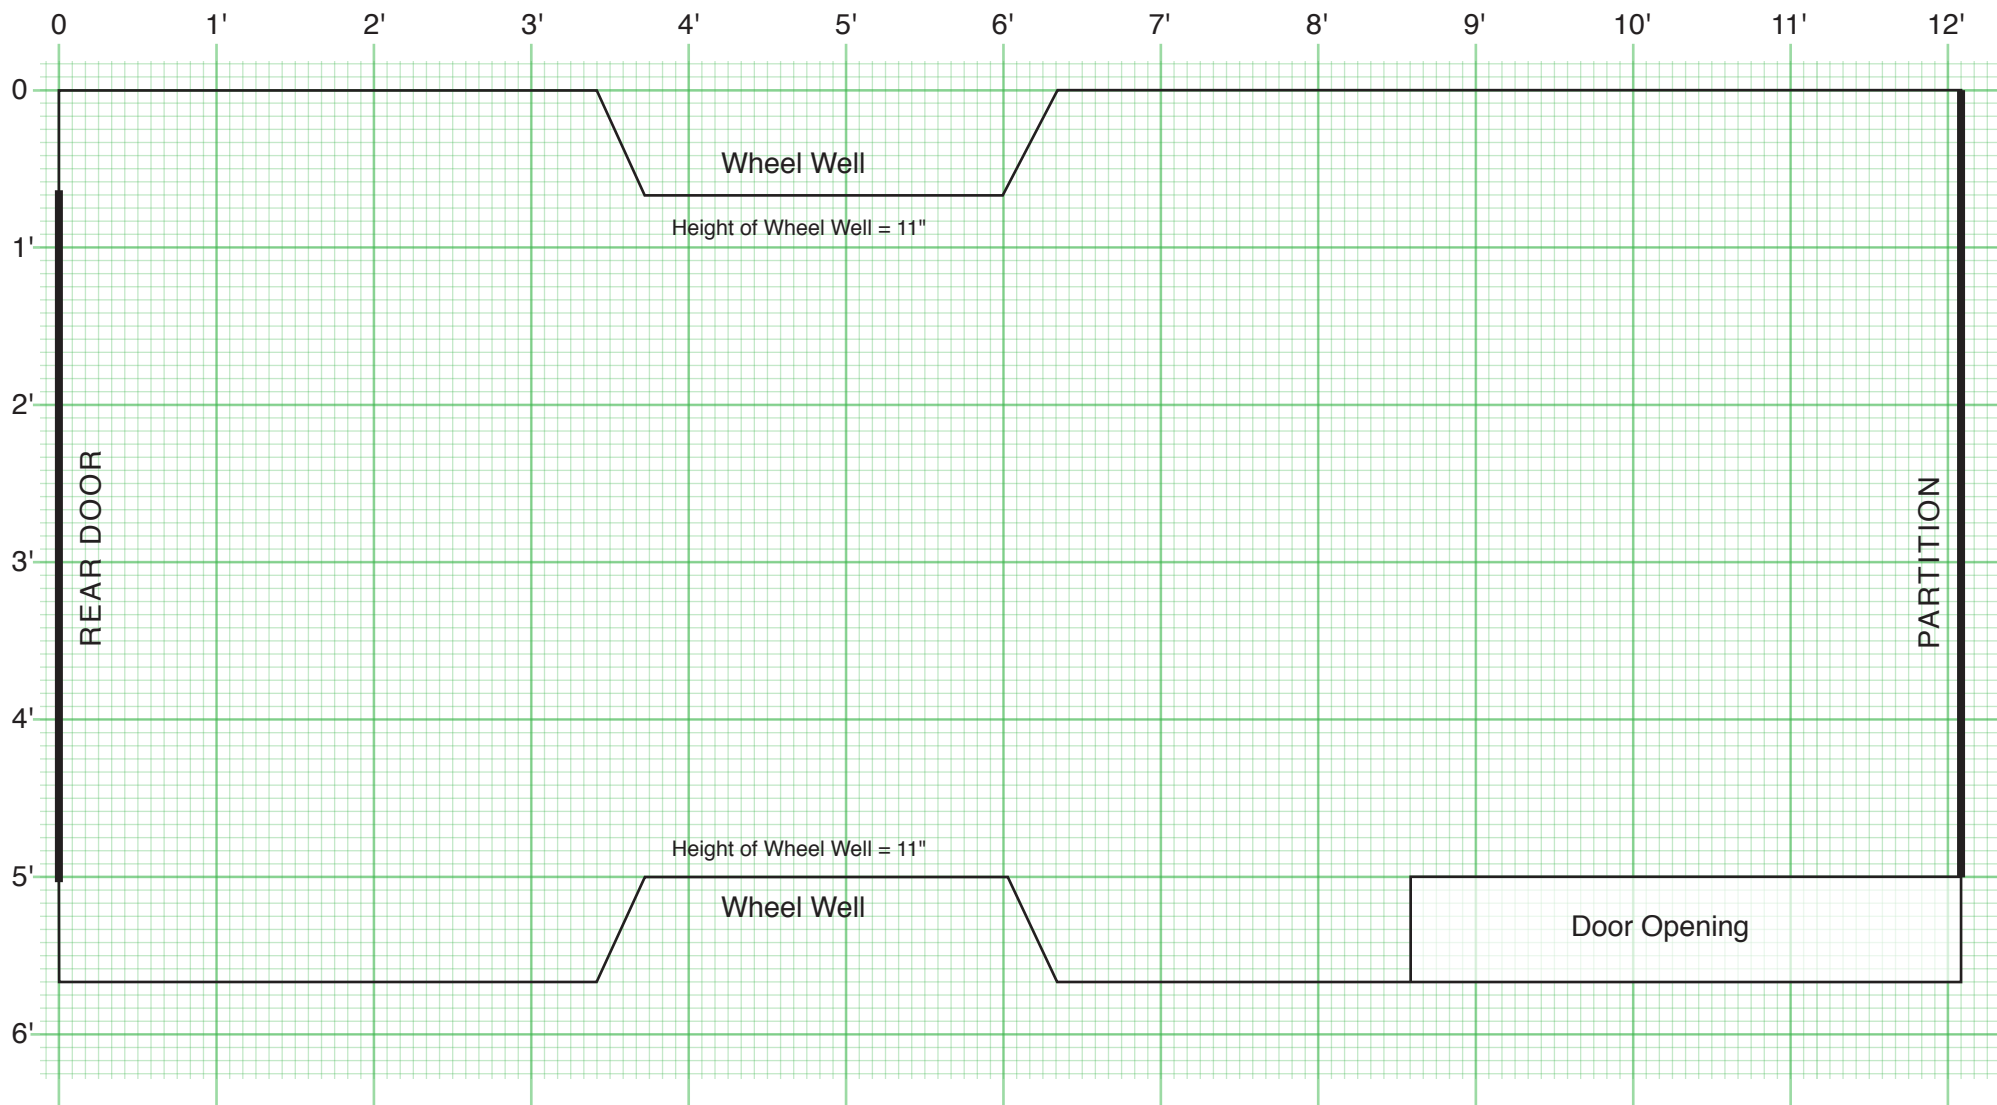 0 1' 2' 3' 4' 5' 6' 7' 8' 9' 10' 11' 12'
0
Wheel Well
Height of Wheel Well = 11"
1'
2'
REAR DOOR
PARTITION
3'
4'
Height of Wheel Well = 11"
5'
Wheel Well
Door Opening
6'